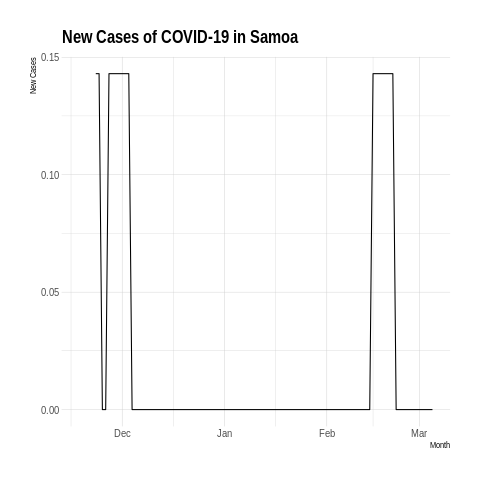 New Cases of COVID-19 in Samoa
New Cases
0.15
0.10
0.05
0.00
Dec Jan Feb Mar
Month